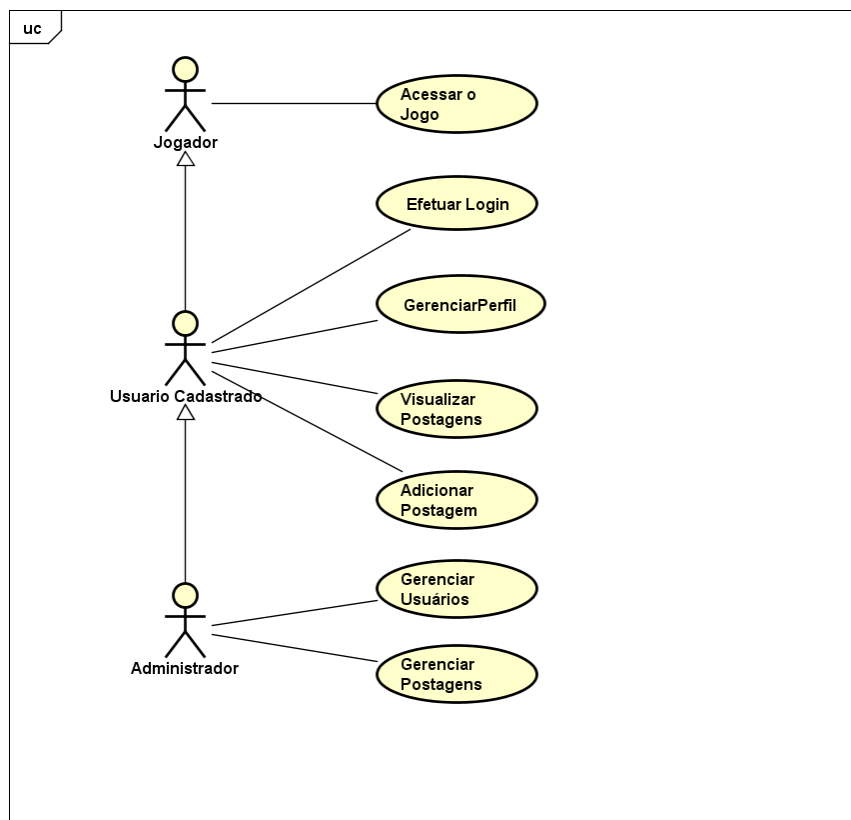 uc
Acessar o
Jogo
Jogador
Efetuar Login
GerenciarPerfil
Usuario Cadastrado
Visualizar
Postagens
Adicionar
Postagem
Gerenciar
Usuários
Administrador
Gerenciar
Postagens